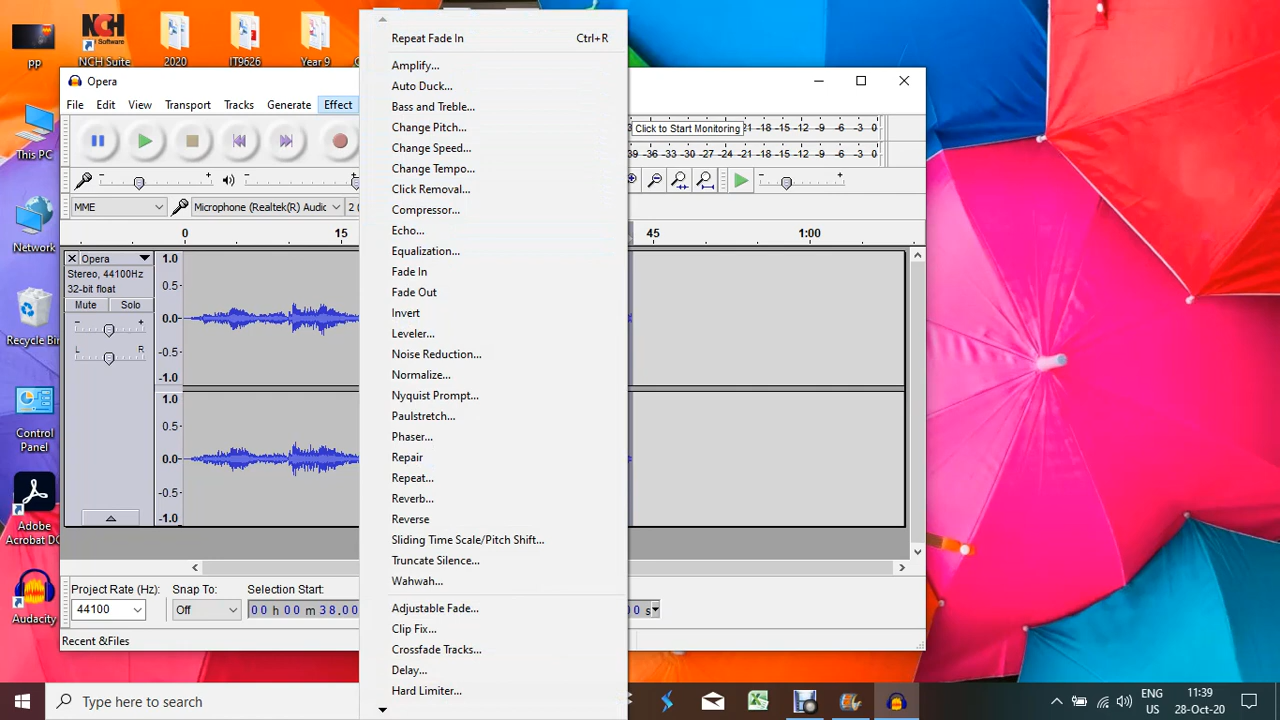 pp
NCH Software
NCH Suite
2020
IT9626
Year 9
This PC
Network
Recycle Bin
Control Panel
Adobe Acrobat DC
Audacity
Opera
File Edit View Transport Tracks Generate Effect
Click to Start Monitoring
-18 -15 -12 -9 -6 -3 0
-39 -36 -30 -27 -24 -21 -18 -15 -12 -9 -6 -3 0
MME
Microphone (Realtek(R) Audic
2 (
0 15 45 1:00
Opera
Stereo, 44100Hz
32-bit float
Mute Solo
- +
L R
1.0
0.5
0.0
-0.5
-1.0
1.0
0.5
0.0
-0.5
-1.0
Project Rate (Hz):
44100
Snap To:
Off
Selection Start:
00 h 00 m 38.00
0 s
Recent &Files
Repeat Fade In Ctrl+R
Amplify...
Auto Duck...
Bass and Treble...
Change Pitch...
Change Speed...
Change Tempo...
Click Removal...
Compressor...
Echo...
Equalization...
Fade In
Fade Out
Invert
Leveler...
Noise Reduction...
Normalize...
Nyquist Prompt...
Paulstretch...
Phaser...
Repair
Repeat...
Reverb...
Reverse
Sliding Time Scale/Pitch Shift...
Truncate Silence...
Wahwah...
Adjustable Fade...
Clip Fix...
Crossfade Tracks...
Delay...
Hard Limiter...
Type here to search
ENG
US
11:39
28-Oct-20